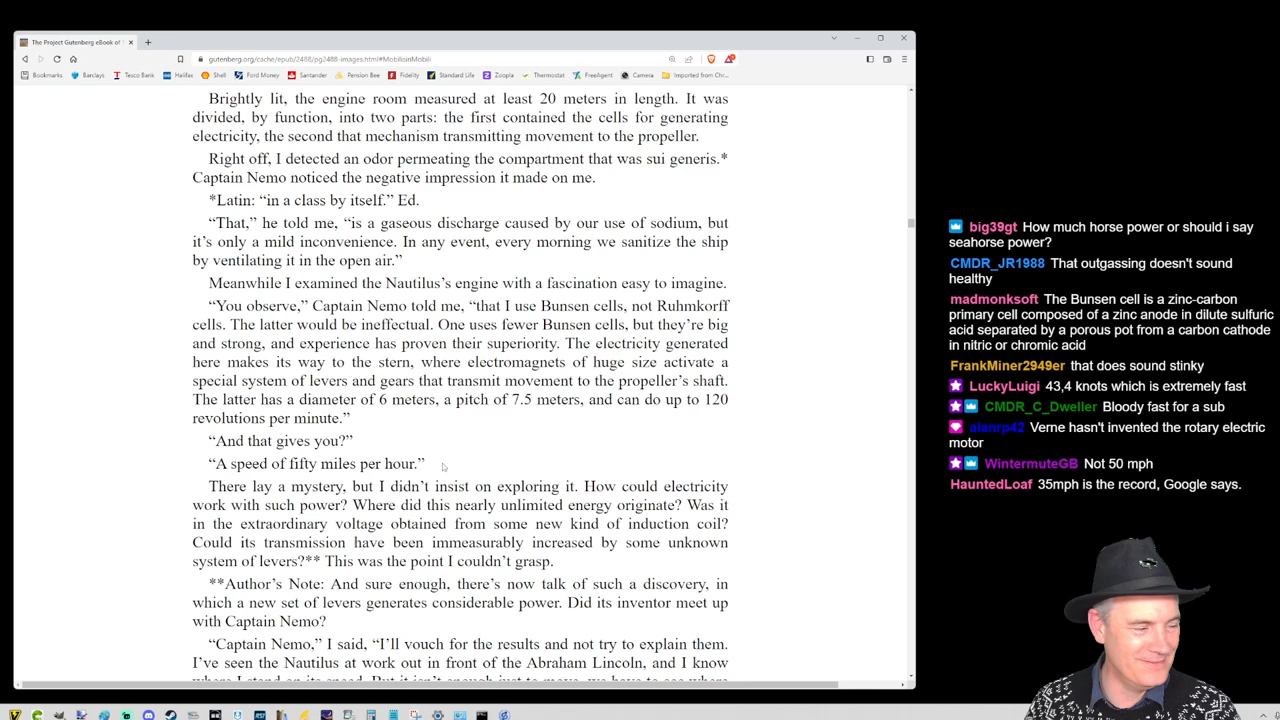 The Project Gutenberg eBook of
gutenberg.org/cache/epub/2488/pg2488-images.html#MobilisinMobili
Bookmarks Barclays Tesco Bank Halifax Shell Ford Money Santander Pension Bee Fidelity Standard Life Zoopla Thermostat FreeAgent Camera Imported from Chr...
Brightly lit, the engine room measured at least 20 meters in length. It was
divided, by function, into two parts: the first contained the cells for generating
electricity, the second that mechanism transmitting movement to the propeller.
Right off, I detected an odor permeating the compartment that was sui generis.*
Captain Nemo noticed the negative impression it made on me.
*Latin: “in a class by itself.” Ed.
“That,” he told me, “is a gaseous discharge caused by our use of sodium, but
it’s only a mild inconvenience. In any event, every morning we sanitize the ship
by ventilating it in the open air.”
Meanwhile I examined the Nautilus’s engine with a fascination easy to imagine.
“You observe,” Captain Nemo told me, “that I use Bunsen cells, not Ruhmkorff
cells. The latter would be ineffectual. One uses fewer Bunsen cells, but they’re big
and strong, and experience has proven their superiority. The electricity generated
here makes its way to the stern, where electromagnets of huge size activate a
special system of levers and gears that transmit movement to the propeller’s shaft.
The latter has a diameter of 6 meters, a pitch of 7.5 meters, and can do up to 120
revolutions per minute.”
“And that gives you?”
“A speed of fifty miles per hour.”
There lay a mystery, but I didn’t insist on exploring it. How could electricity
work with such power? Where did this nearly unlimited energy originate? Was it
in the extraordinary voltage obtained from some new kind of induction coil?
Could its transmission have been immeasurably increased by some unknown
system of levers?** This was the point I couldn’t grasp.
**Author’s Note: And sure enough, there’s now talk of such a discovery, in
which a new set of levers generates considerable power. Did its inventor meet up
with Captain Nemo?
“Captain Nemo,” I said, “I’ll vouch for the results and not try to explain them.
I’ve seen the Nautilus at work out in front of the Abraham Lincoln, and I know
where I stand on its speed. But it isn’t enough just to move, we have to see where
big39gt How much horse power or should i say
seahorse power?
CMDR_JR1988 That outgassing doesn't sound
healthy
madmonksoft The Bunsen cell is a zinc-carbon
primary cell composed of a zinc anode in dilute sulfuric
acid separated by a porous pot from a carbon cathode
in nitric or chromic acid
FrankMiner2949er that does sound stinky
LuckyLuigi 43,4 knots which is extremely fast
CMDR_C_Dweller Bloody fast for a sub
alanrp42 Verne hasn't invented the rotary electric
motor
WintermuteGB Not 50 mph
HauntedLoaf 35mph is the record, Google says.